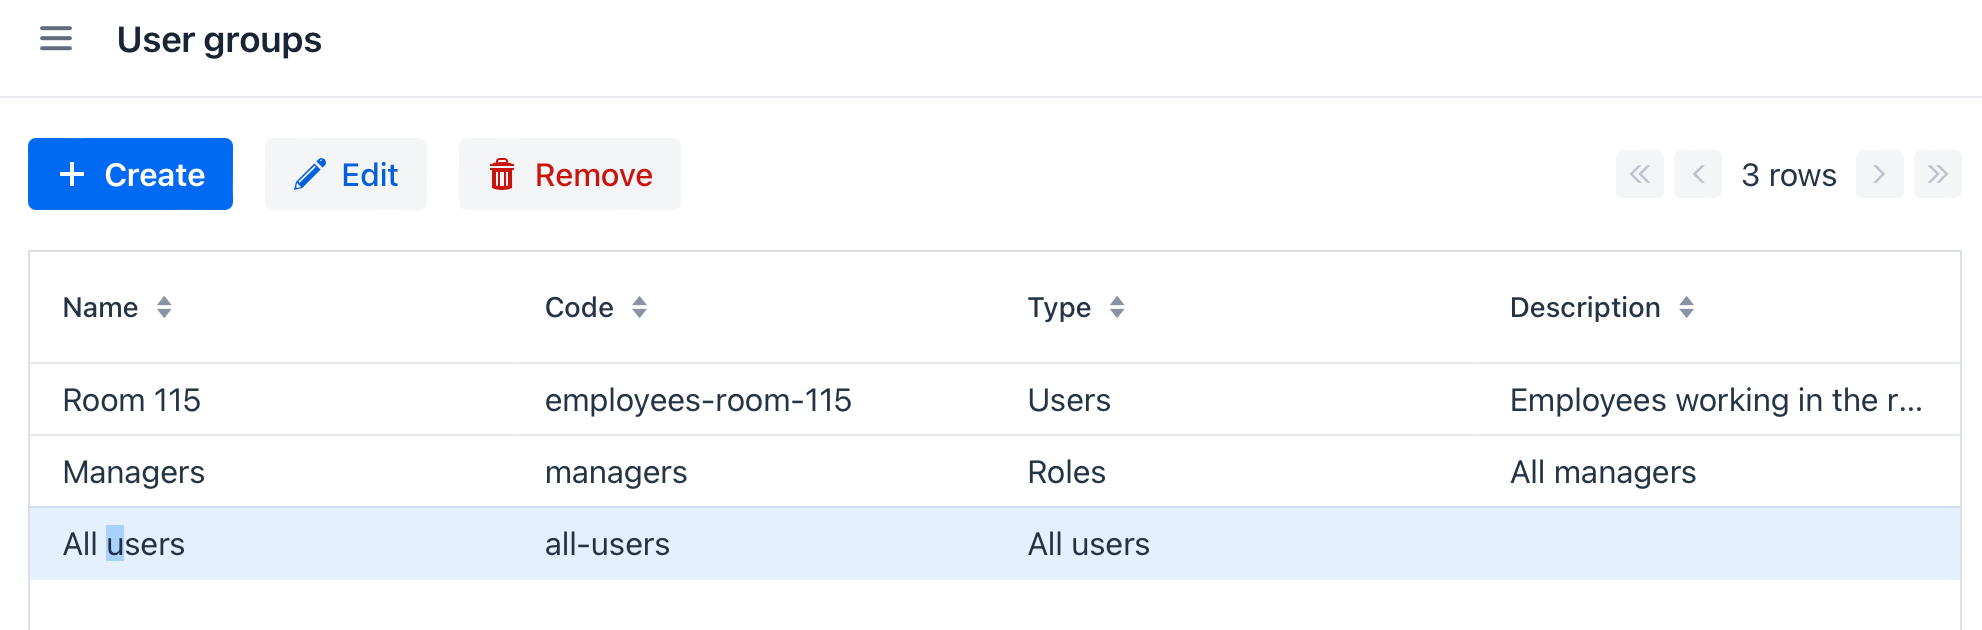 User groups
Create Edit Remove 3 rows
Name Code Type Description
Room 115 employees-room-115 Users Employees working in the r...
Managers managers Roles All managers
All users all-users All users